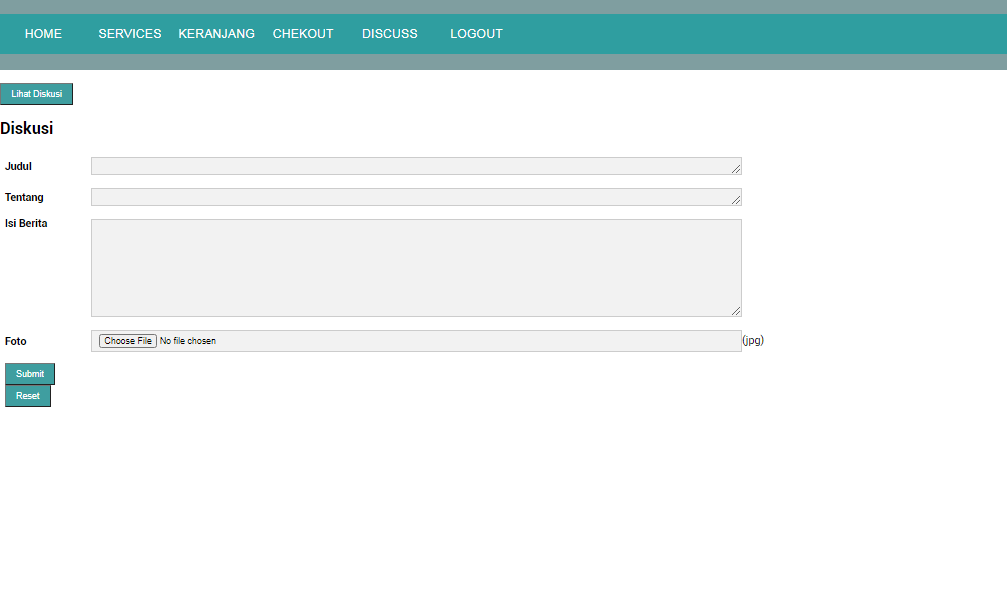 HOME SERVICES KERANJANG CHEKOUT DISCUSS LOGOUT
Lihat Diskusi
Diskusi
Judul
Tentang
Isi Berita
Foto Choose File No file chosen (jpg)
Submit
Reset